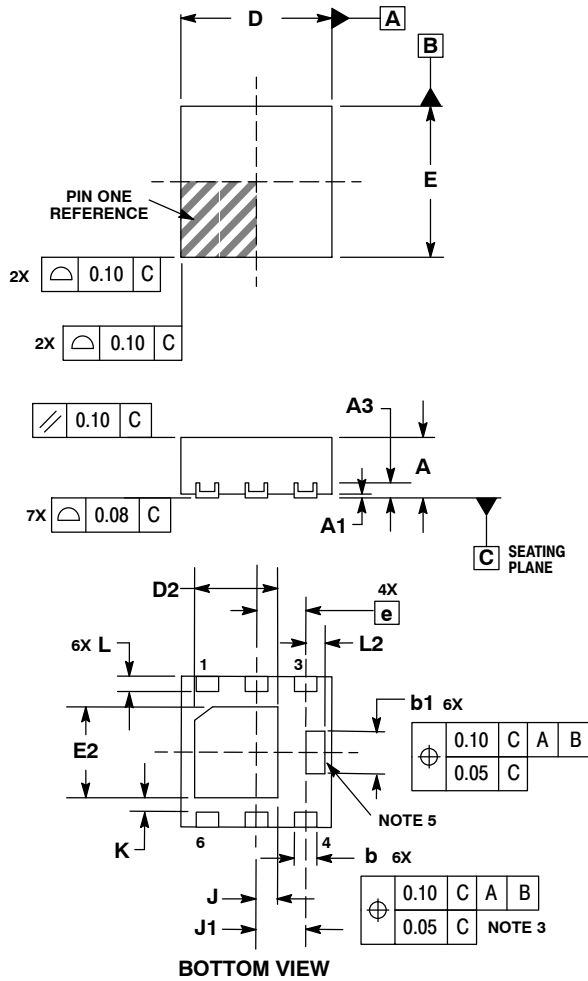 D
A
B
E
PIN ONE
REFERENCE
2X ⌓ 0.10 C
2X ⌓ 0.10 C
⫽ 0.10 C
A3
A
A1
7X ⌓ 0.08 C
C SEATING
PLANE
D2
4X
e
L2
6X L
1 3
b1 6X
⌖ 0.10 C A B
0.05 C
E2
NOTE 5
K
6 4
b 6X
J
⌖ 0.10 C A B
0.05 C NOTE 3
J1
BOTTOM VIEW